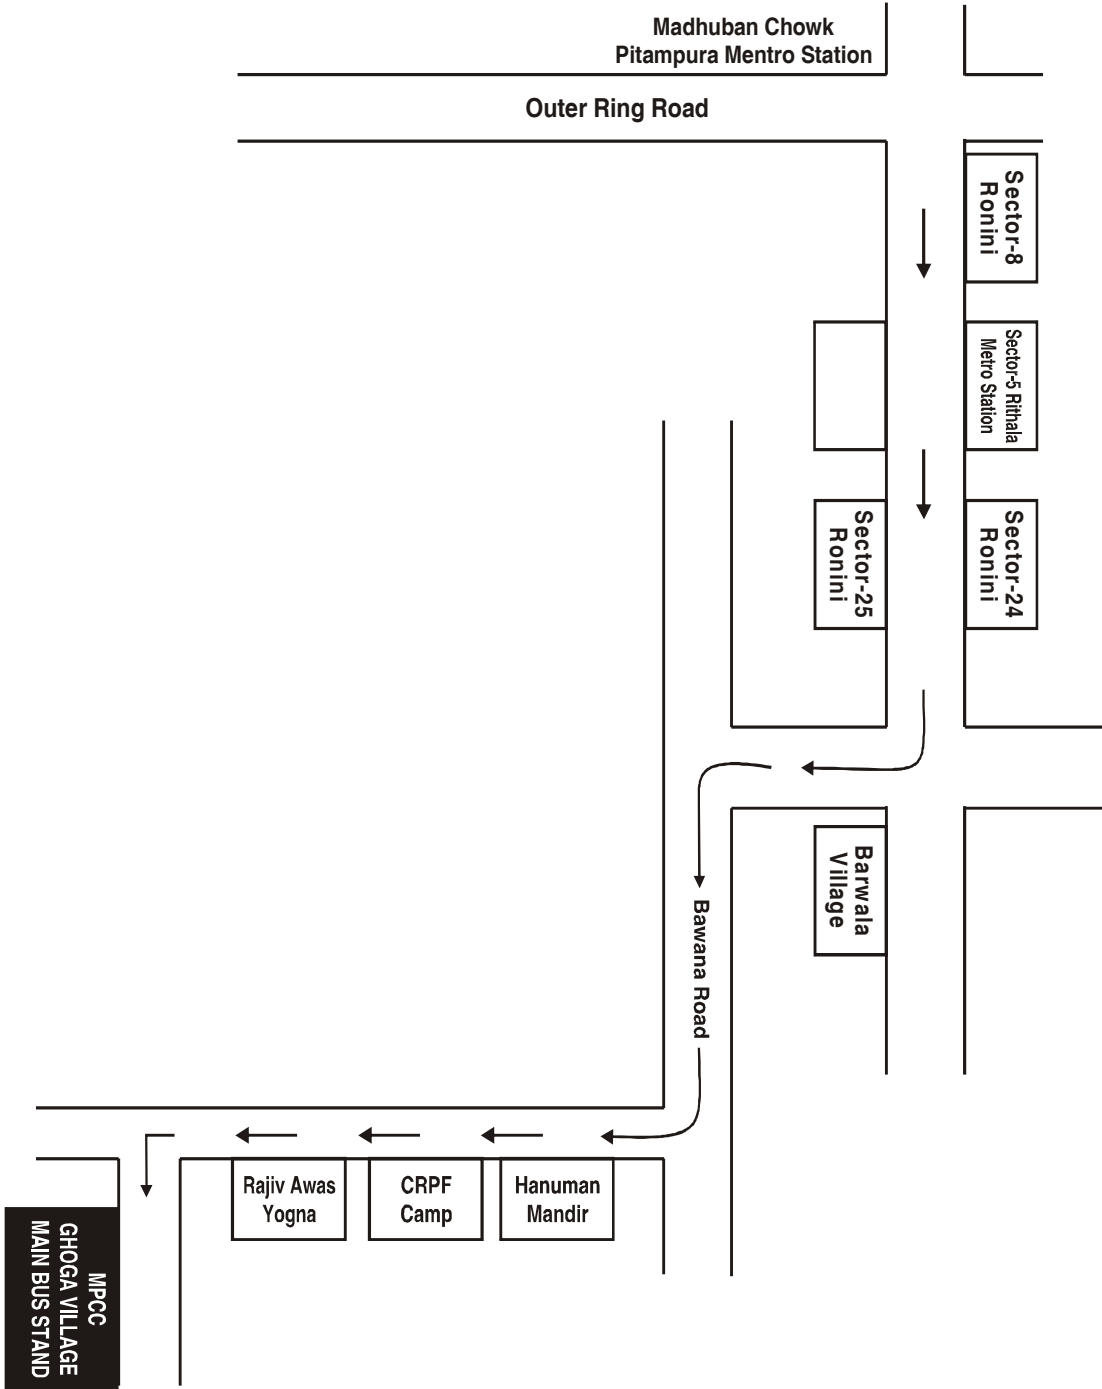 Madhuban Chowk
Pitampura Mentro Station
Outer Ring Road
Sector-8
Ronini
Sector-5 Rithala
Metro Station
Sector-25
Ronini
Sector-24
Ronini
Barwala
Village
Bawana Road
Rajiv Awas
Yogna
CRPF
Camp
Hanuman
Mandir
MPCC
GHOGA VILLAGE
MAIN BUS STAND